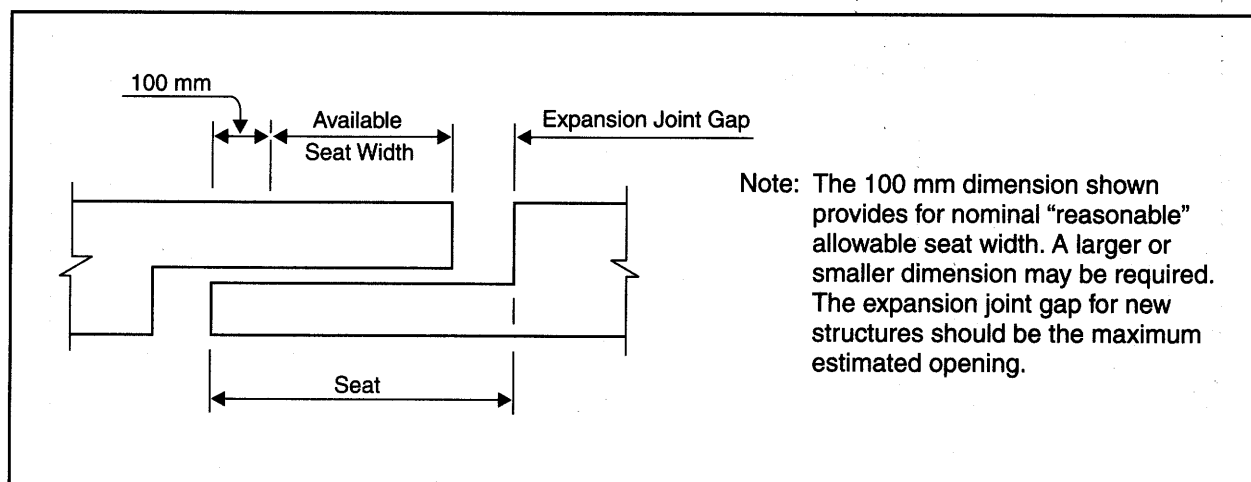 100 mm
Available
Seat Width
Expansion Joint Gap
Note: The 100 mm dimension shown
provides for nominal “reasonable”
allowable seat width. A larger or
smaller dimension may be required.
The expansion joint gap for new
structures should be the maximum
estimated opening.
Seat